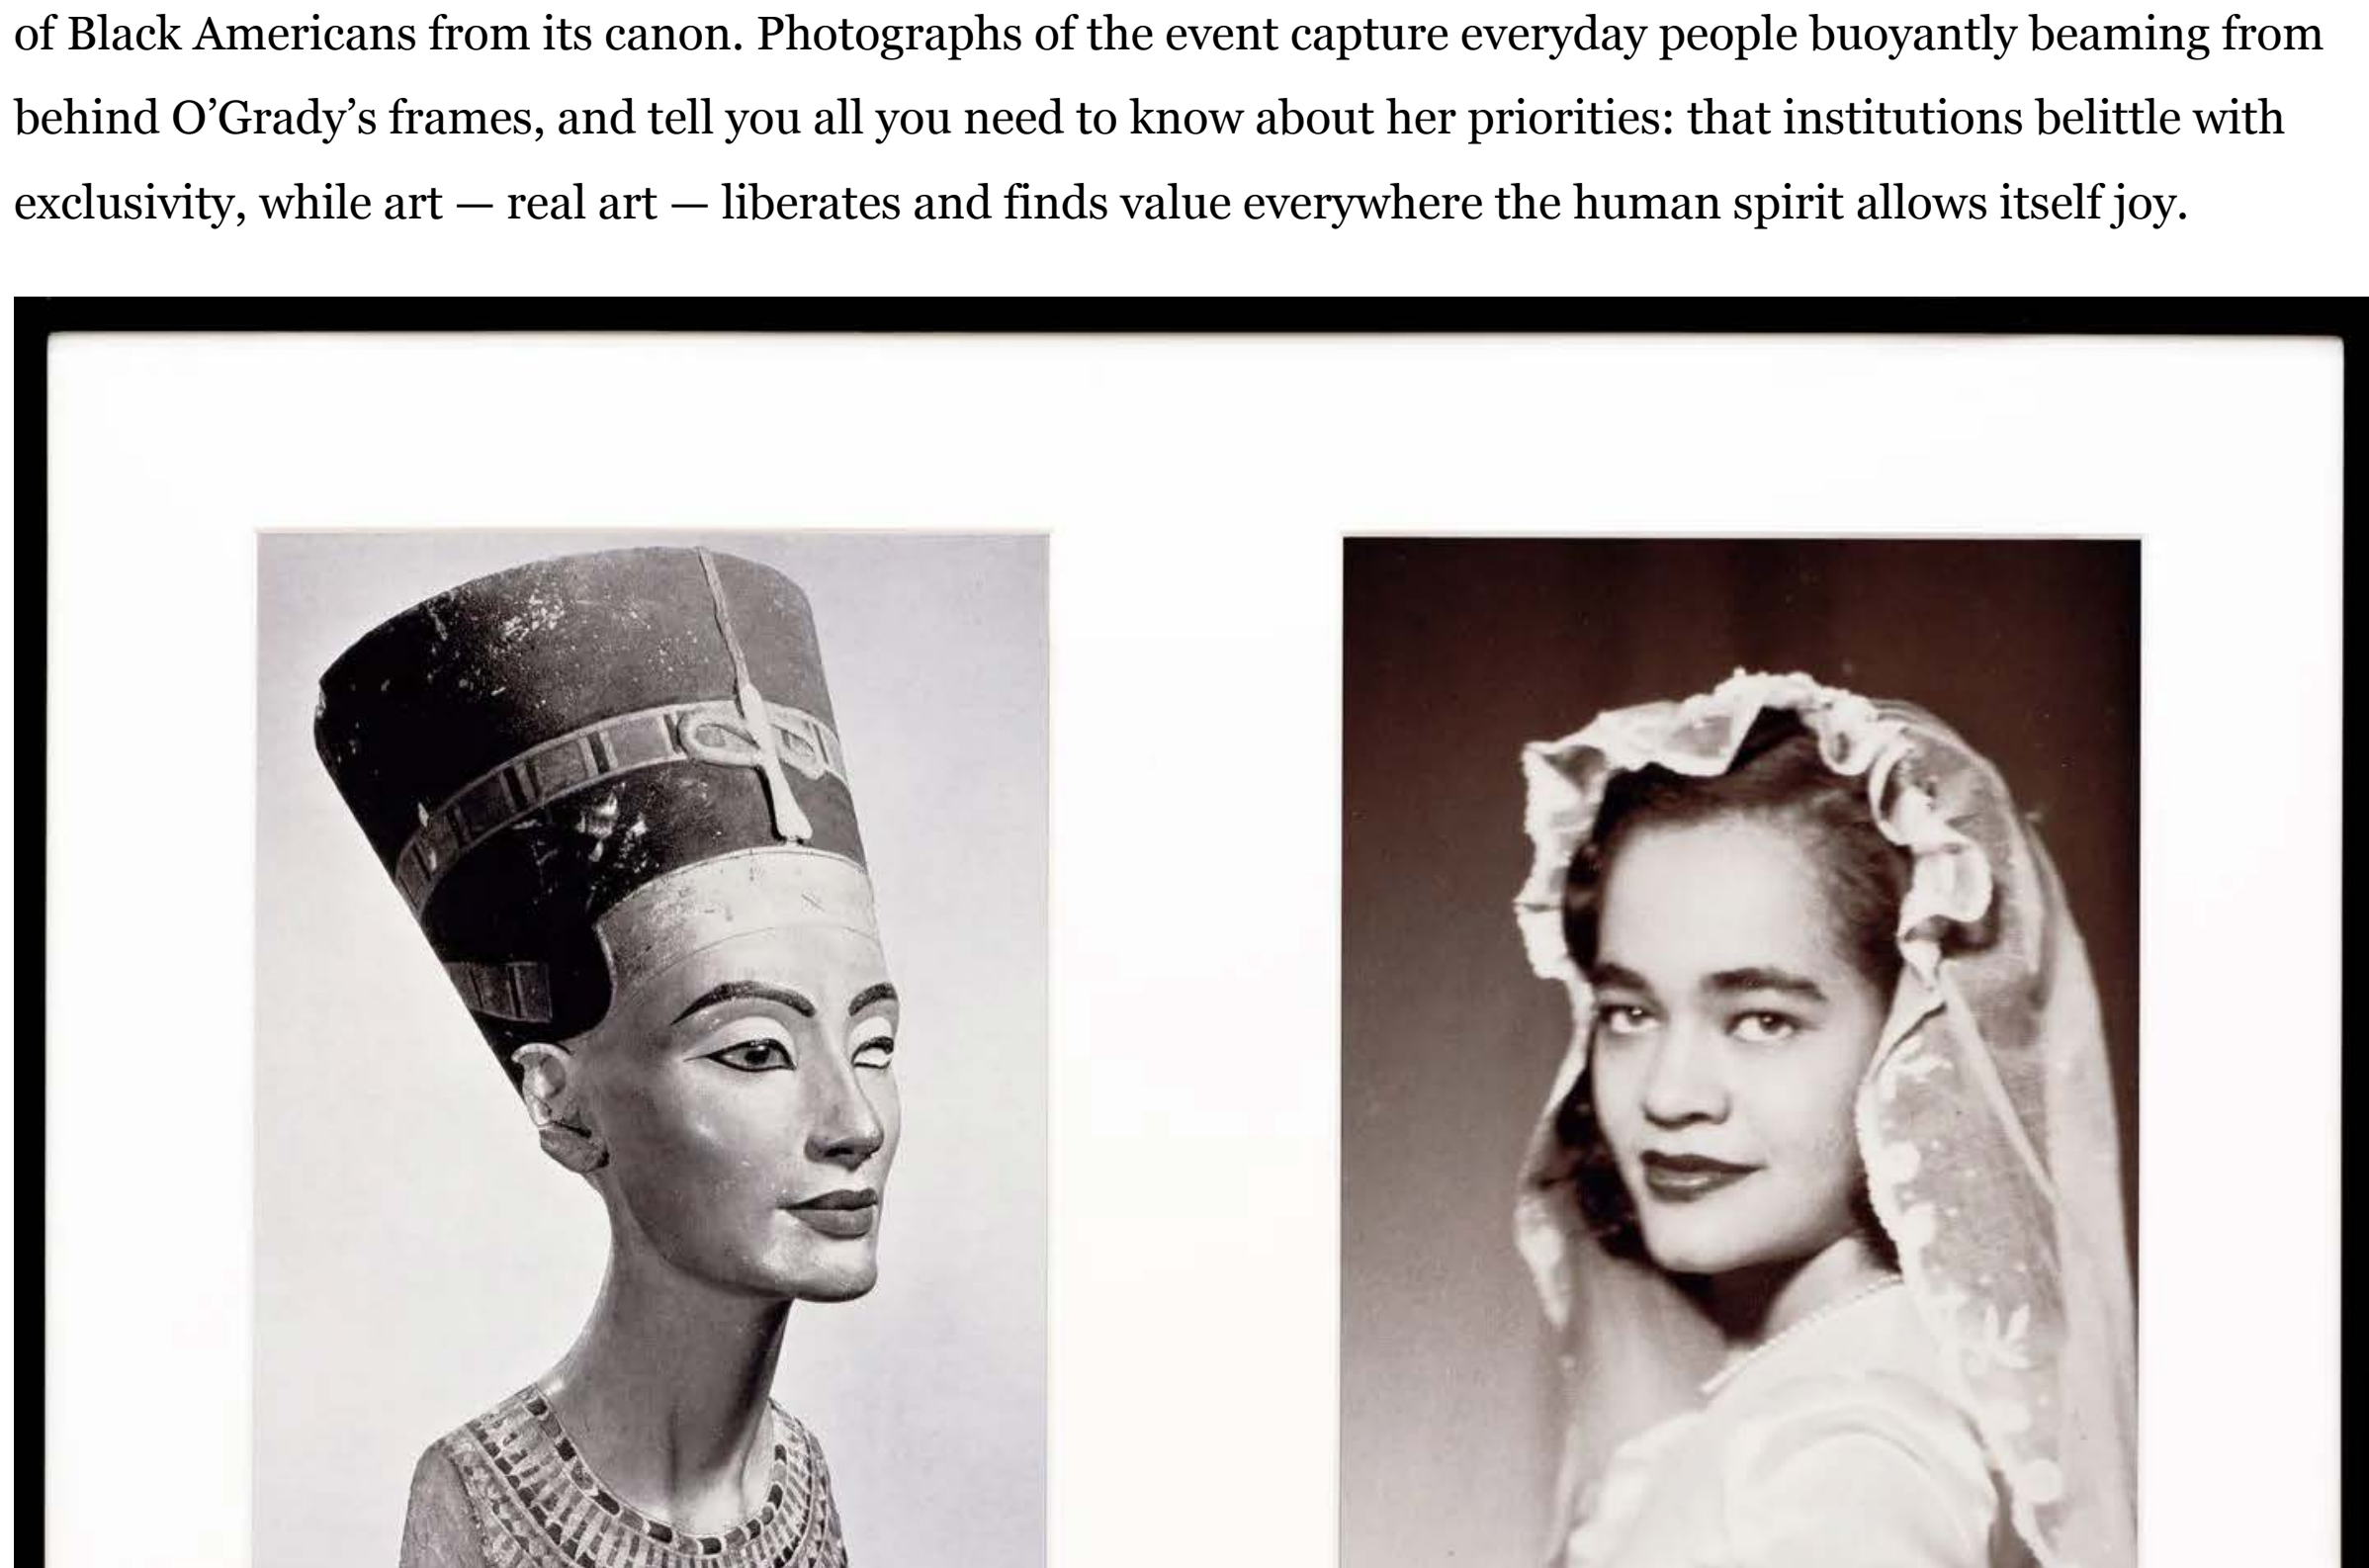 of Black Americans from its canon. Photographs of the event capture everyday people buoyantly beaming from
behind O’Grady’s frames, and tell you all you need to know about her priorities: that institutions belittle with
exclusivity, while art — real art — liberates and finds value everywhere the human spirit allows itself joy.